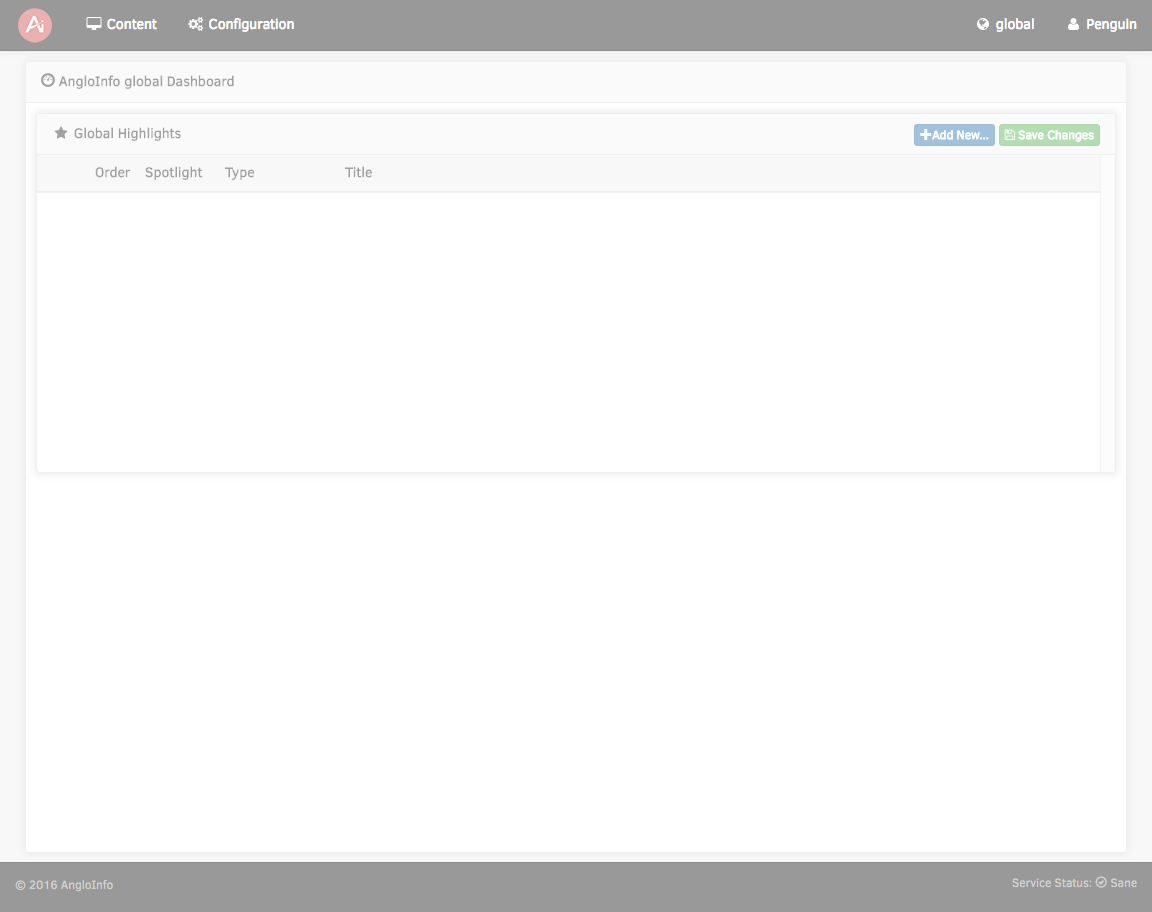 Ai Content Configuration global Penguin
AngloInfo global Dashboard
Global Highlights Add New... Save Changes
Order Spotlight Type Title
© 2016 AngloInfo Service Status: Sane